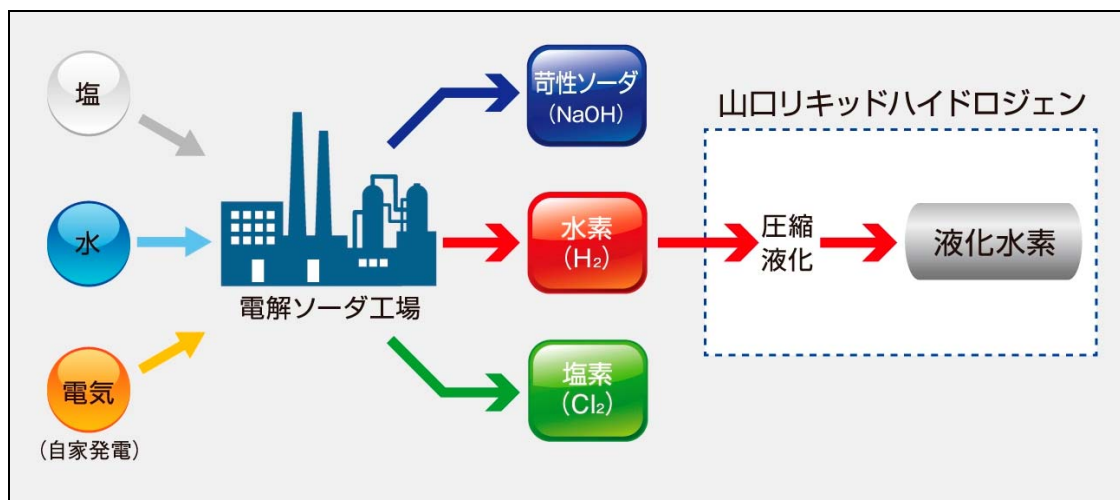 塩
水
電気
（自家発電）
電解ソーダ工場
苛性ソーダ
（NaOH）
水素
（H₂）
塩素
（Cl₂）
山口リキッドハイドロジェン
圧縮
液化
液化水素